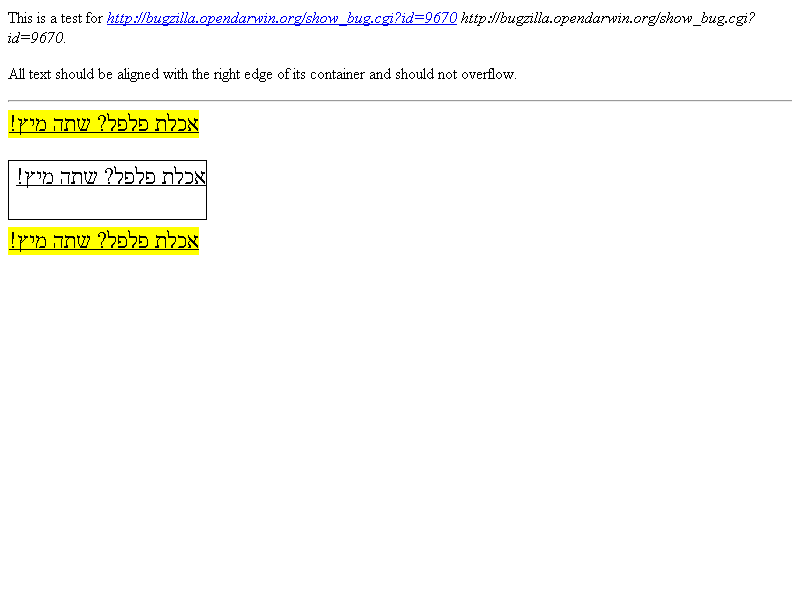 This is a test for http://bugzilla.opendarwin.org/show_bug.cgi?id=9670 http://bugzilla.opendarwin.org/show_bug.cgi?
id=9670.
All text should be aligned with the right edge of its container and should not overflow.
אכלת פלפל? שתה מיץ!
אכלת פלפל? שתה מיץ!
אכלת פלפל? שתה מיץ!